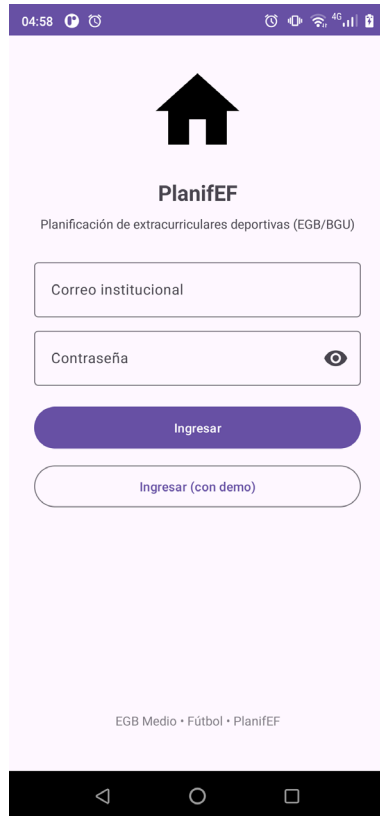 04:58
4G
PlanifEF
Planificación de extracurriculares deportivas (EGB/BGU)
Correo institucional
Contraseña
Ingresar
Ingresar (con demo)
EGB Medio • Fútbol • PlanifEF